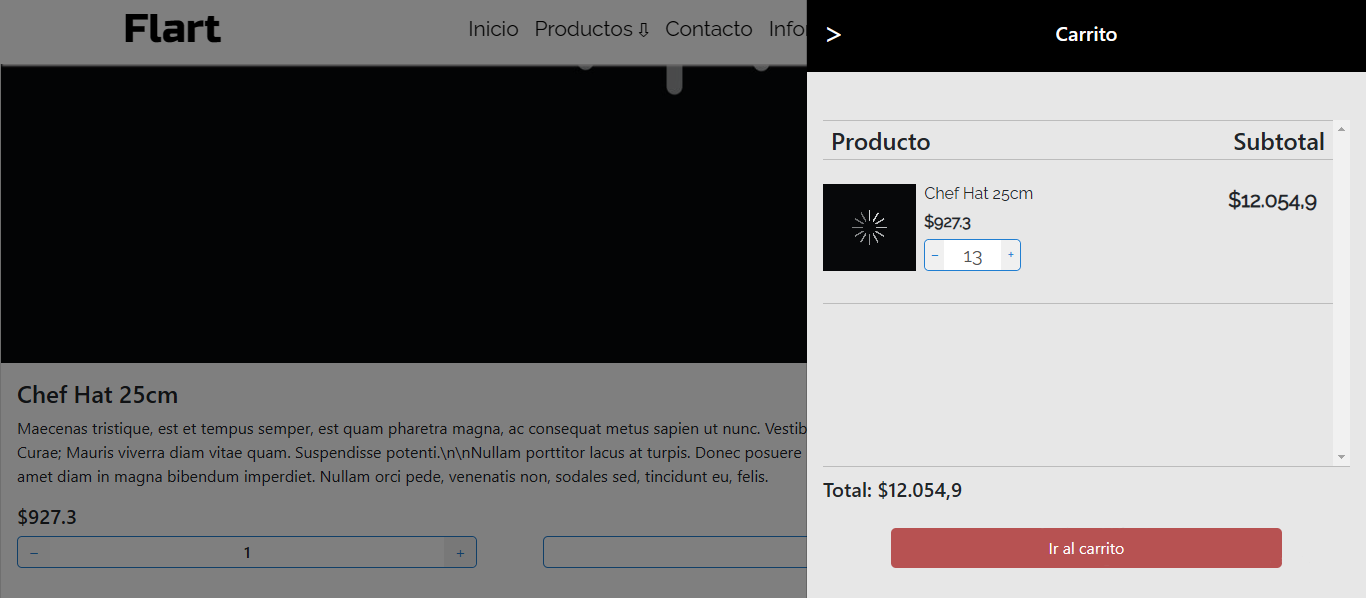 Flart
Inicio Productos ⇩ Contacto Infor
> Carrito
Producto Subtotal
Chef Hat 25cm
$12.054,9
$927.3
− 13 +
Total: $12.054,9
Ir al carrito
Chef Hat 25cm
Maecenas tristique, est et tempus semper, est quam pharetra magna, ac consequat metus sapien ut nunc. Vestib
Curae; Mauris viverra diam vitae quam. Suspendisse potenti.\n\nNullam porttitor lacus at turpis. Donec posuere
amet diam in magna bibendum imperdiet. Nullam orci pede, venenatis non, sodales sed, tincidunt eu, felis.
$927.3
− 1 +